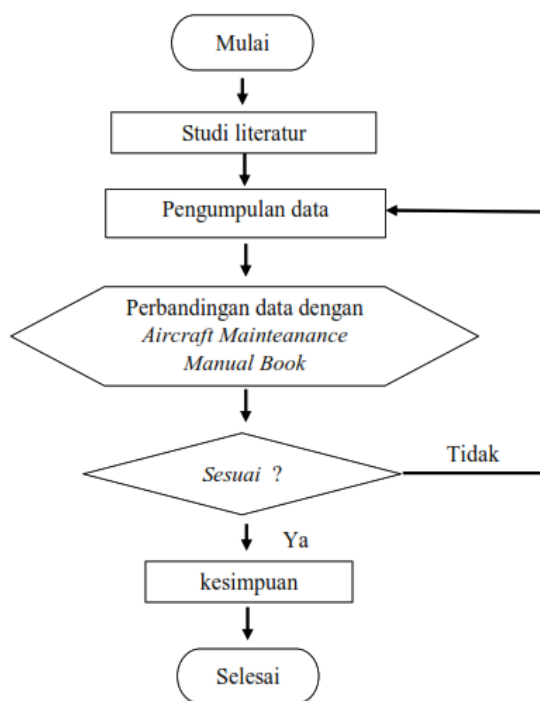 Mulai
Studi literatur
Pengumpulan data
Perbandingan data dengan
Aircraft Mainteanance
Manual Book
Sesuai ?
Tidak
Ya
kesimpuan
Selesai